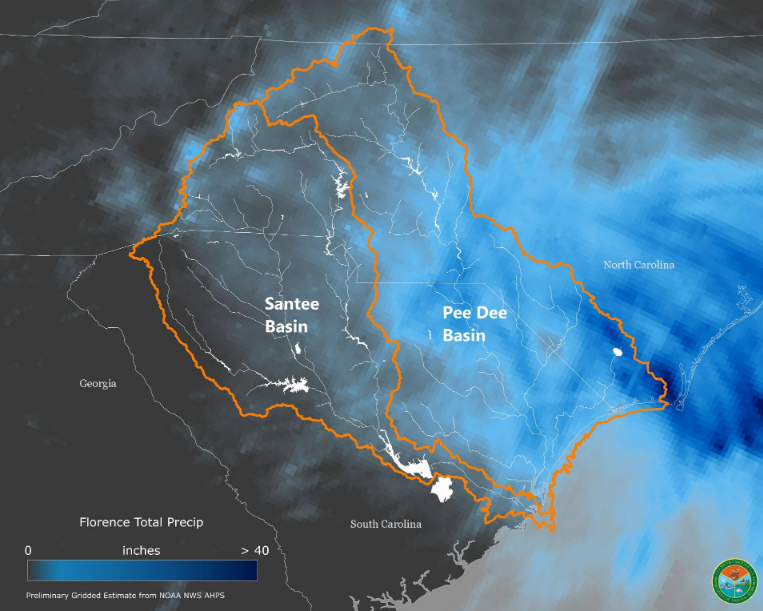 North Carolina
Santee
Basin
Pee Dee
Basin
Georgia
South Carolina
Florence Total Precip
0 inches > 40
Preliminary Gridded Estimate from NOAA NWS AHPS